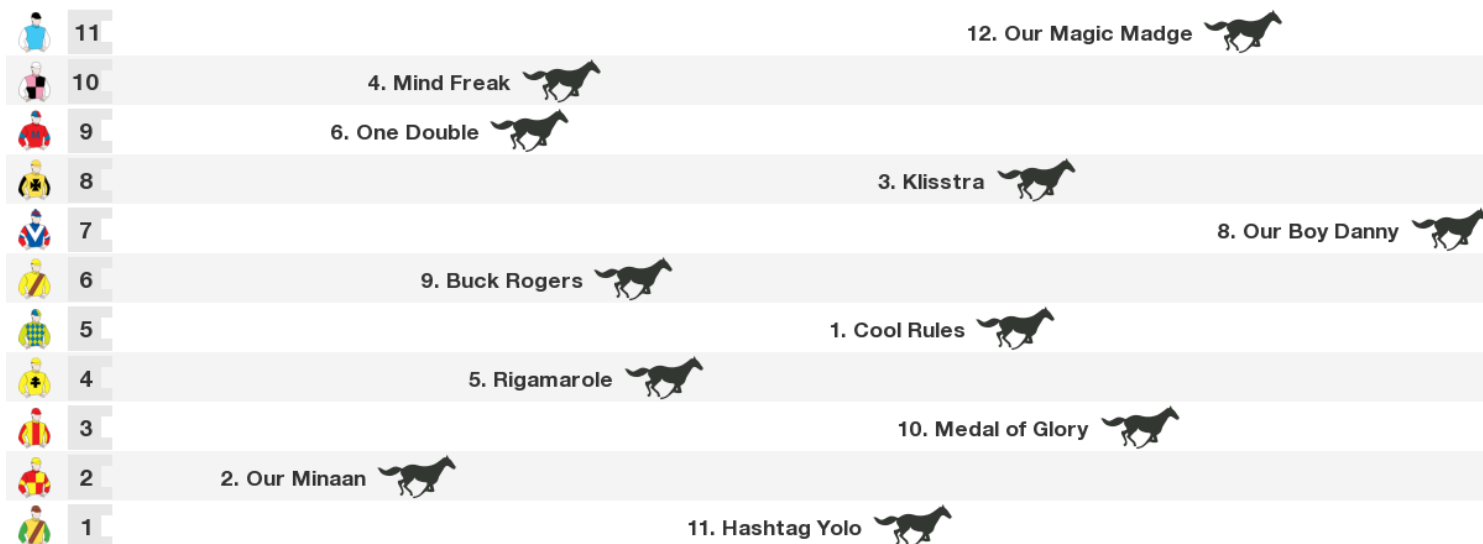 11 12. Our Magic Madge
10 4. Mind Freak
9 6. One Double
8 3. Klisstra
7 8. Our Boy Danny
6 9. Buck Rogers
5 1. Cool Rules
4 5. Rigamarole
3 10. Medal of Glory
2 2. Our Minaan
1 11. Hashtag Yolo